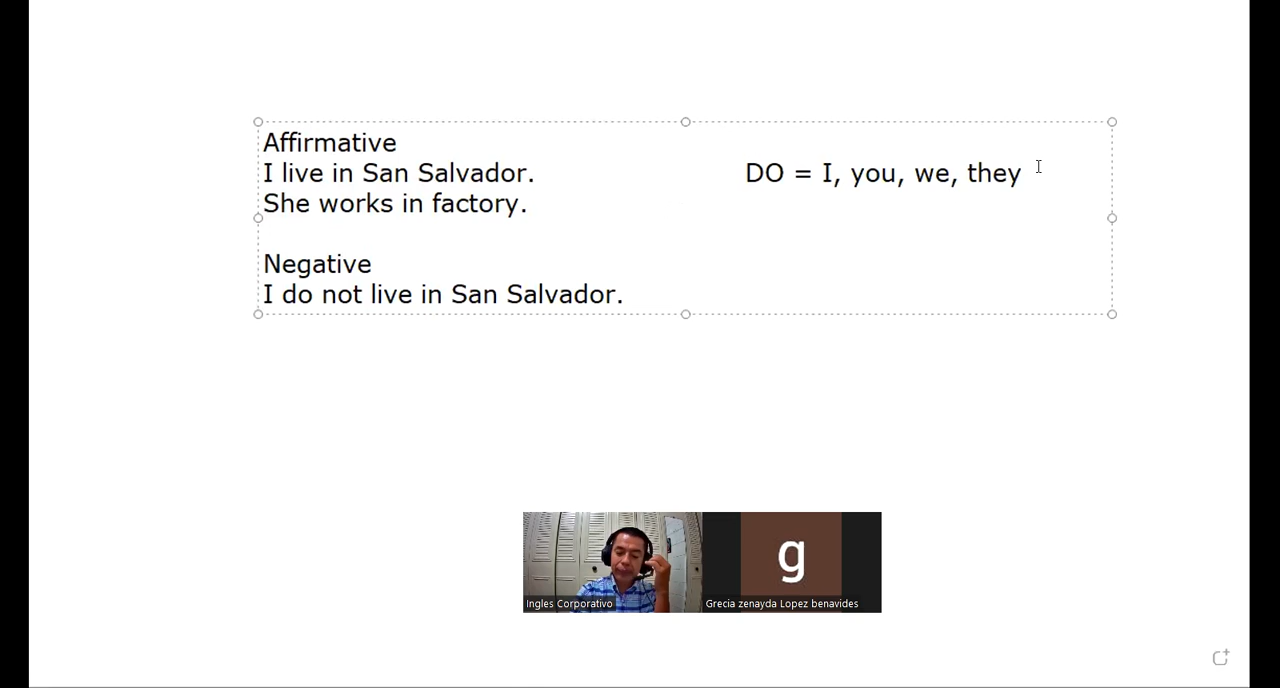 Affirmative
I live in San Salvador. DO = I, you, we, they
She works in factory.
Negative
I do not live in San Salvador.
g
Ingles Corporativo
Grecia zenayda Lopez benavides